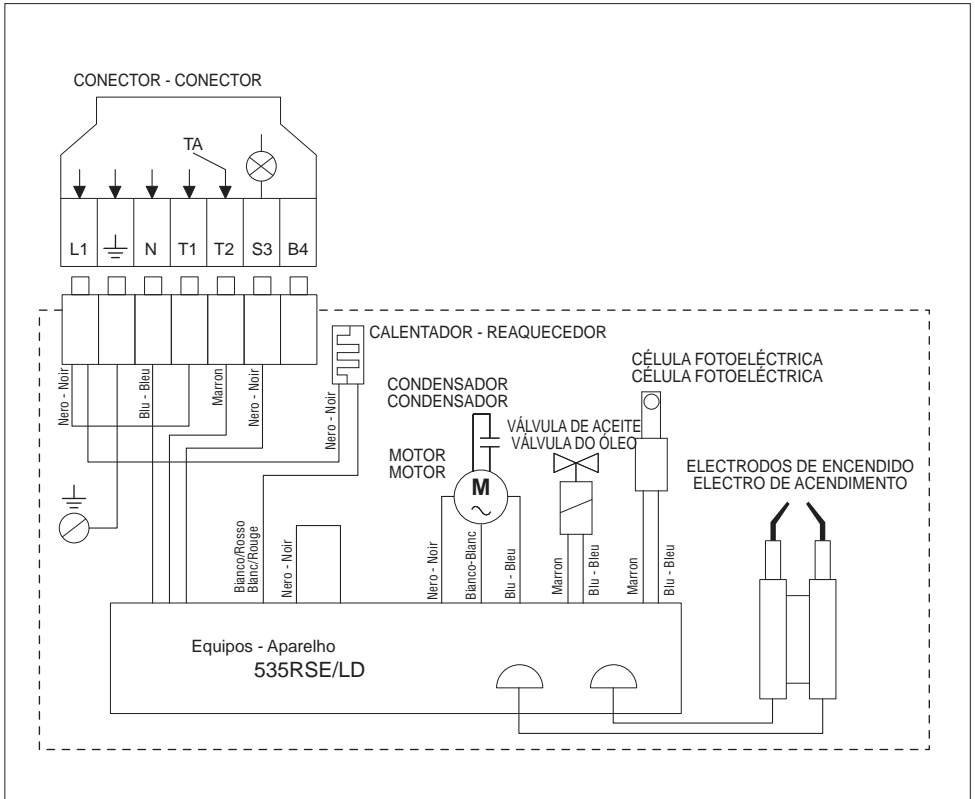 CONECTOR - CONECTOR
TA
L1 N T1 T2 S3 B4
CALENTADOR - REAQUECEDOR
CÉLULA FOTOELÉCTRICA
CÉLULA FOTOELÉCTRICA
CONDENSADOR
CONDENSADOR
VÁLVULA DE ACEITE
VÁLVULA DO ÓLEO
MOTOR
MOTOR
M
ELECTRODOS DE ENCENDIDO
ELECTRO DE ACENDIMENTO
Nero - Noir
Blu - Bleu
Marron
Nero - Noir
Nero - Noir
Bianco/Rosso
Blanc/Rouge
Nero - Noir
Nero - Noir
Bianco-Blanc
Blu - Bleu
Marron
Blu - Bleu
Marron
Blu - Bleu
Equipos - Aparelho
535RSE/LD